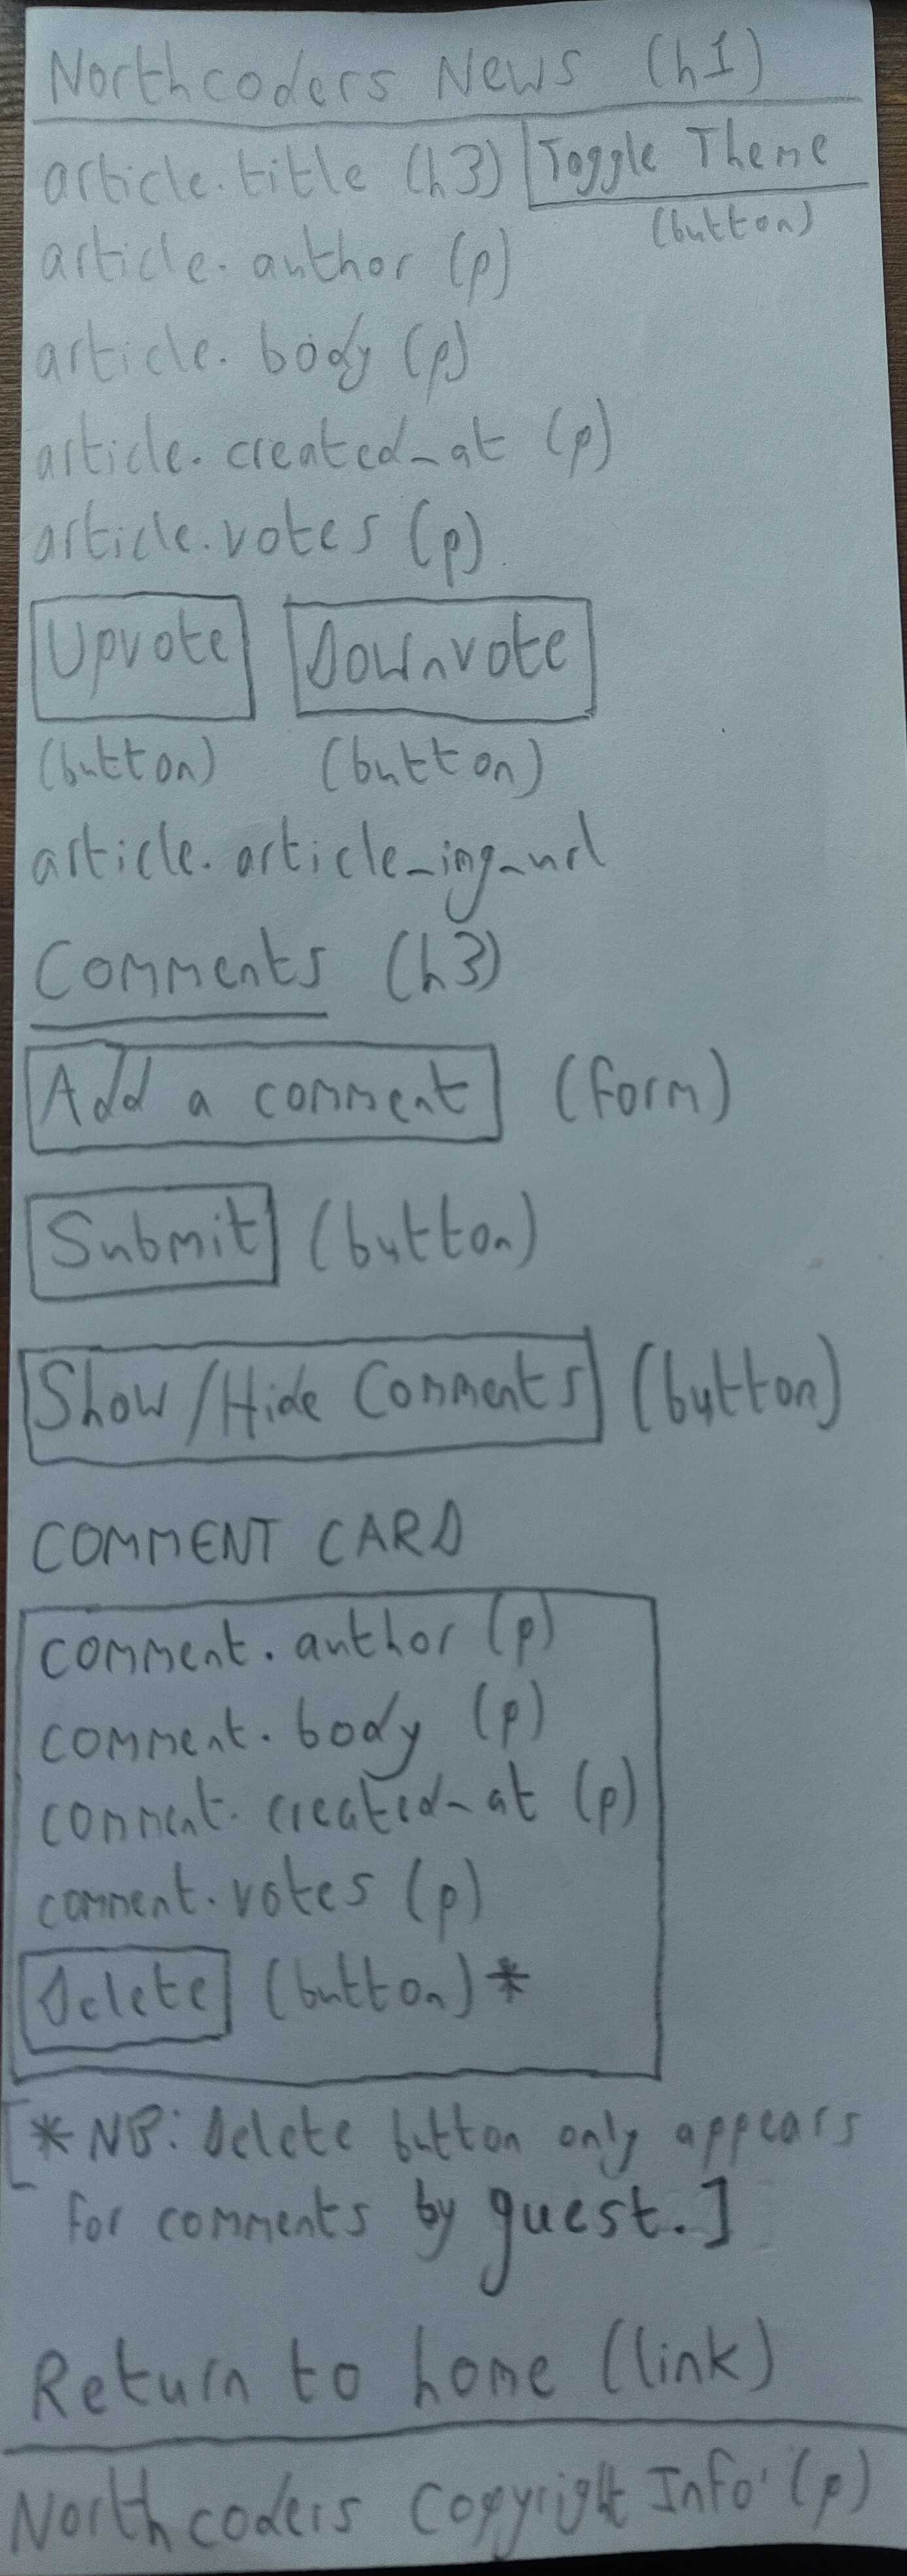 Northcoders News (h1)
article.title (h3) Toggle Theme
(button)
article.author (p)
article.body (p)
article.created_at (p)
article.votes (p)
Upvote Downvote
(button) (button)
article.article_img_url
Comments (h3)
Add a comment (form)
Submit (button)
Show/Hide Comments (button)
COMMENT CARD
comment.author (p)
comment.body (p)
comment.created_at (p)
comment.votes (p)
Delete (button)*
[*NB: Delete button only appears
for comments by guest.]
Return to home (link)
Northcoders Copyright Info (p)